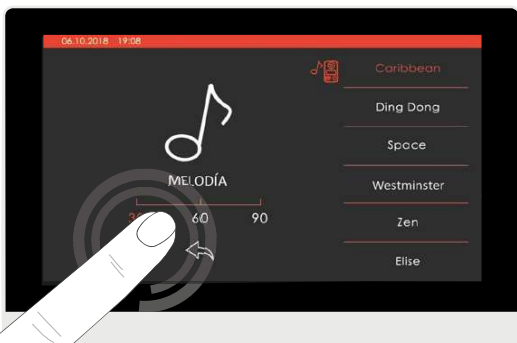 06.10.2018 19:08
MELODÍA
60 90
Caribbean
Ding Dong
Space
Westminster
Zen
Elise